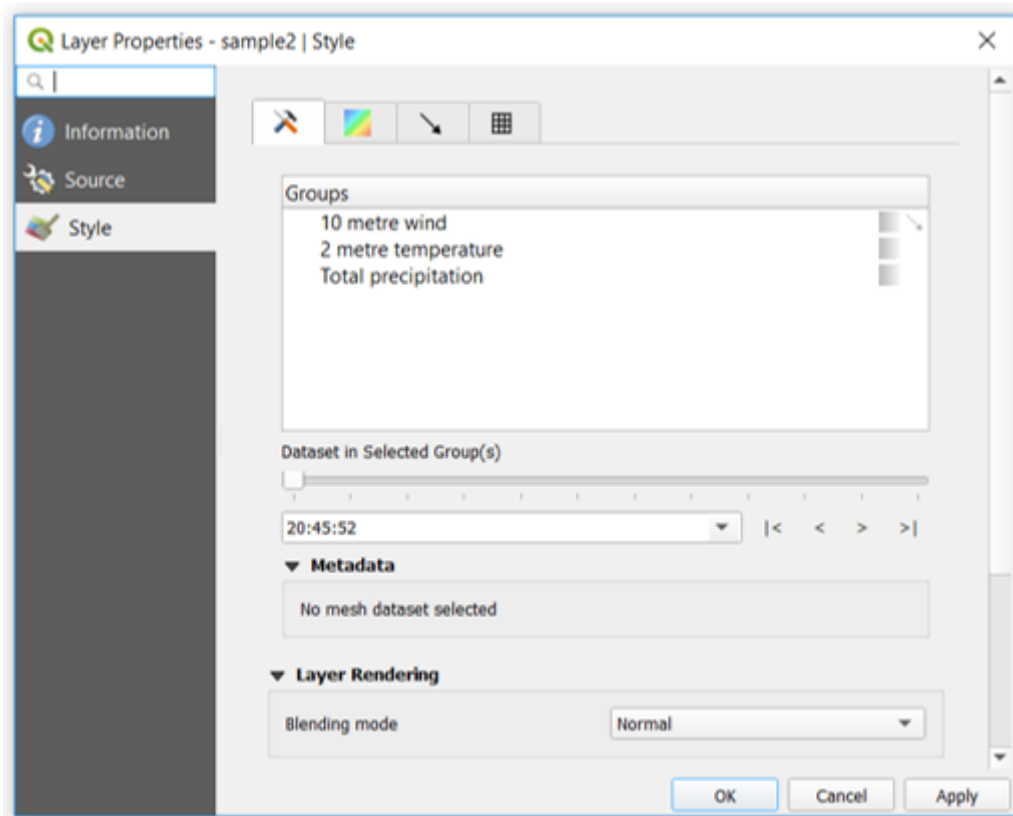 Layer Properties - sample2 | Style
Information
Source
Style
Groups
10 metre wind
2 metre temperature
Total precipitation
Dataset in Selected Group(s)
20:45:52 |< < > >|
Metadata
No mesh dataset selected
Layer Rendering
Blending mode Normal
OK Cancel Apply